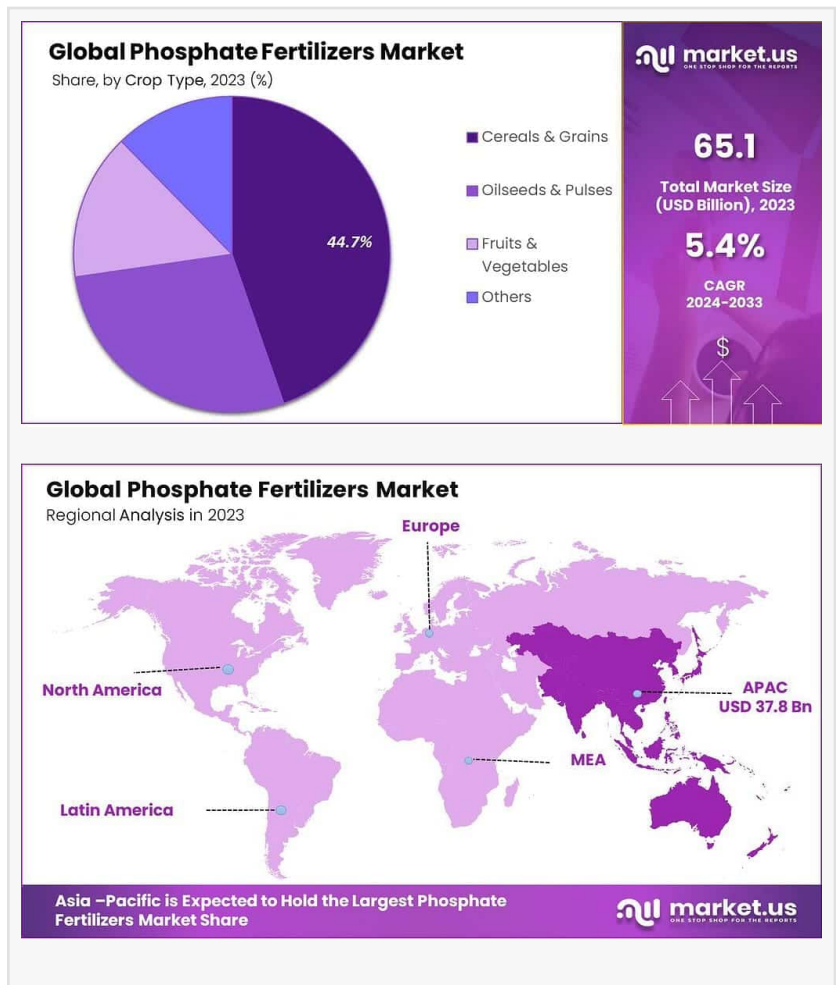 Global Phosphate Fertilizers Market
Share, by Crop Type, 2023 (%)
44.7%
Cereals & Grains
Oilseeds & Pulses
Fruits &
Vegetables
Others
market.us
ONE STOP SHOP FOR THE REPORTS
65.1
Total Market Size
(USD Billion), 2023
5.4%
CAGR
2024-2033
$
Global Phosphate Fertilizers Market
Regional Analysis in 2023
Europe
North America
APAC
USD 37.8 Bn
MEA
Latin America
Asia –Pacific is Expected to Hold the Largest Phosphate
Fertilizers Market Share
market.us
ONE STOP SHOP FOR THE REPORTS